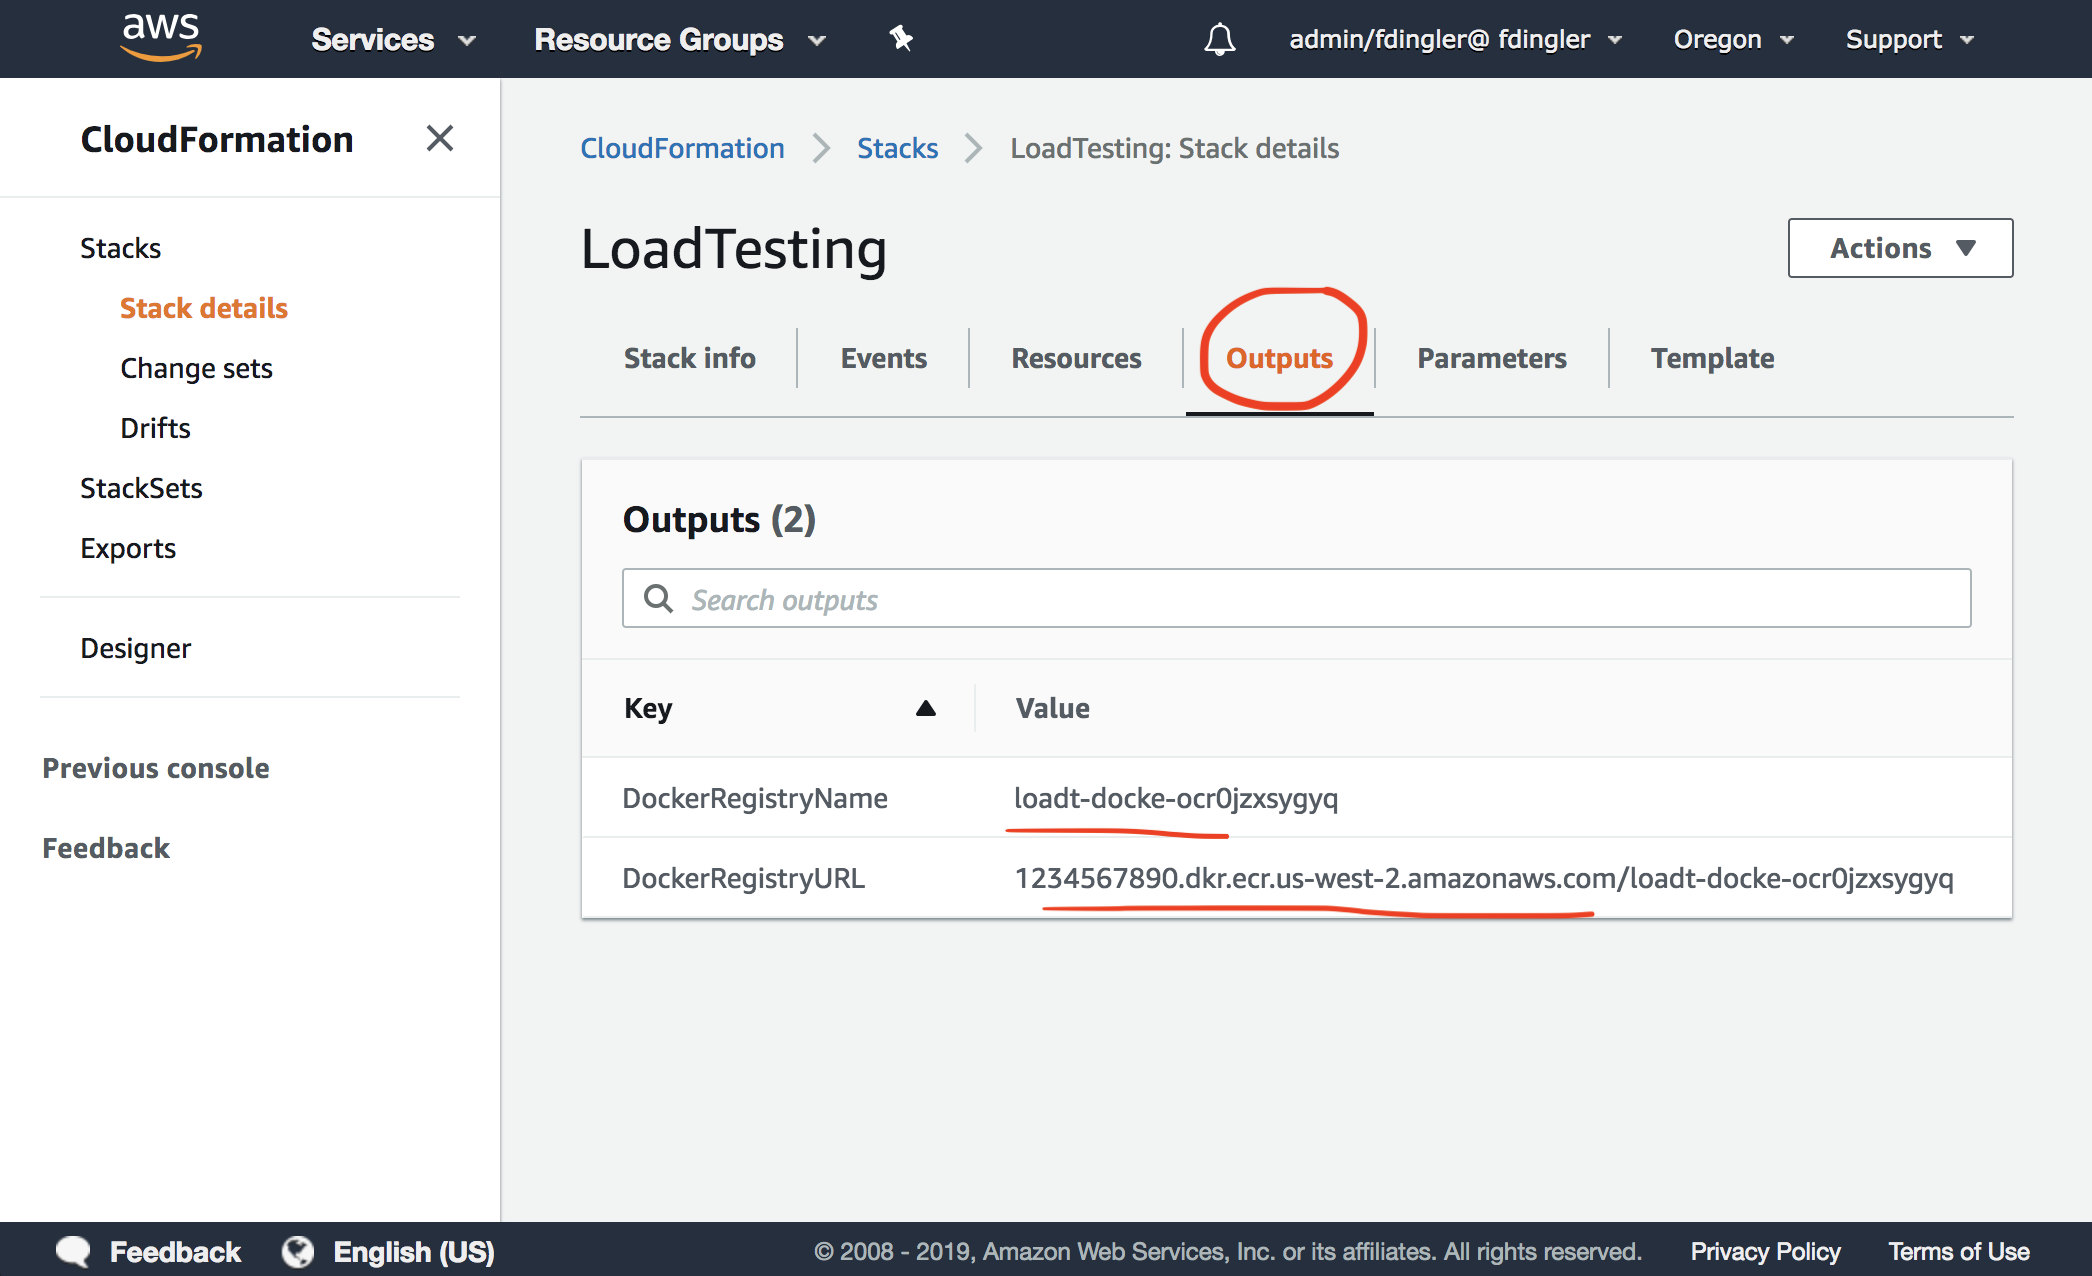 aws Services Resource Groups admin/fdingler@ fdingler Oregon Support
CloudFormation
Stacks
Stack details
Change sets
Drifts
StackSets
Exports
Designer
Previous console
Feedback
CloudFormation Stacks LoadTesting: Stack details
LoadTesting
Actions
Stack info Events Resources Outputs Parameters Template
Outputs (2)
Search outputs
Key Value
DockerRegistryName loadt-docke-ocr0jzxsygyq
DockerRegistryURL 1234567890.dkr.ecr.us-west-2.amazonaws.com/loadt-docke-ocr0jzxsygyq
Feedback English (US) © 2008 - 2019, Amazon Web Services, Inc. or its affiliates. All rights reserved. Privacy Policy Terms of Use